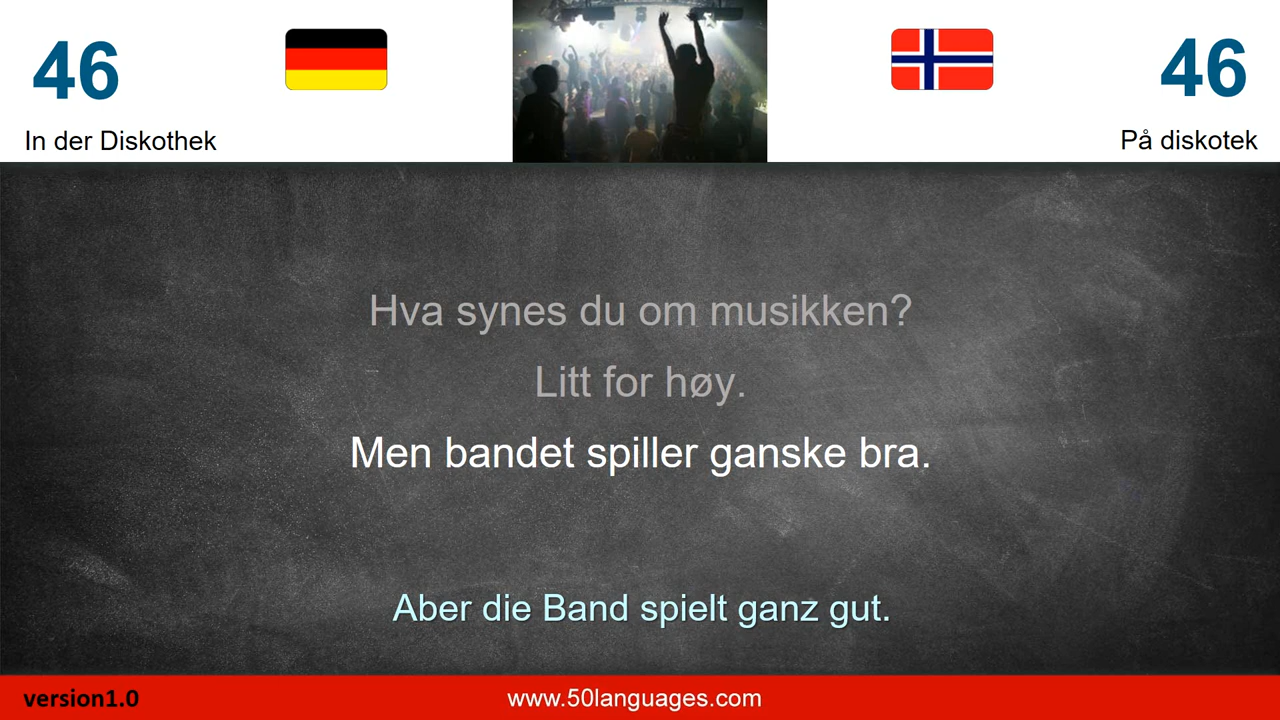 46
In der Diskothek
46
På diskotek
Hva synes du om musikken?
Litt for høy.
Men bandet spiller ganske bra.
Aber die Band spielt ganz gut.
version1.0
www.50languages.com